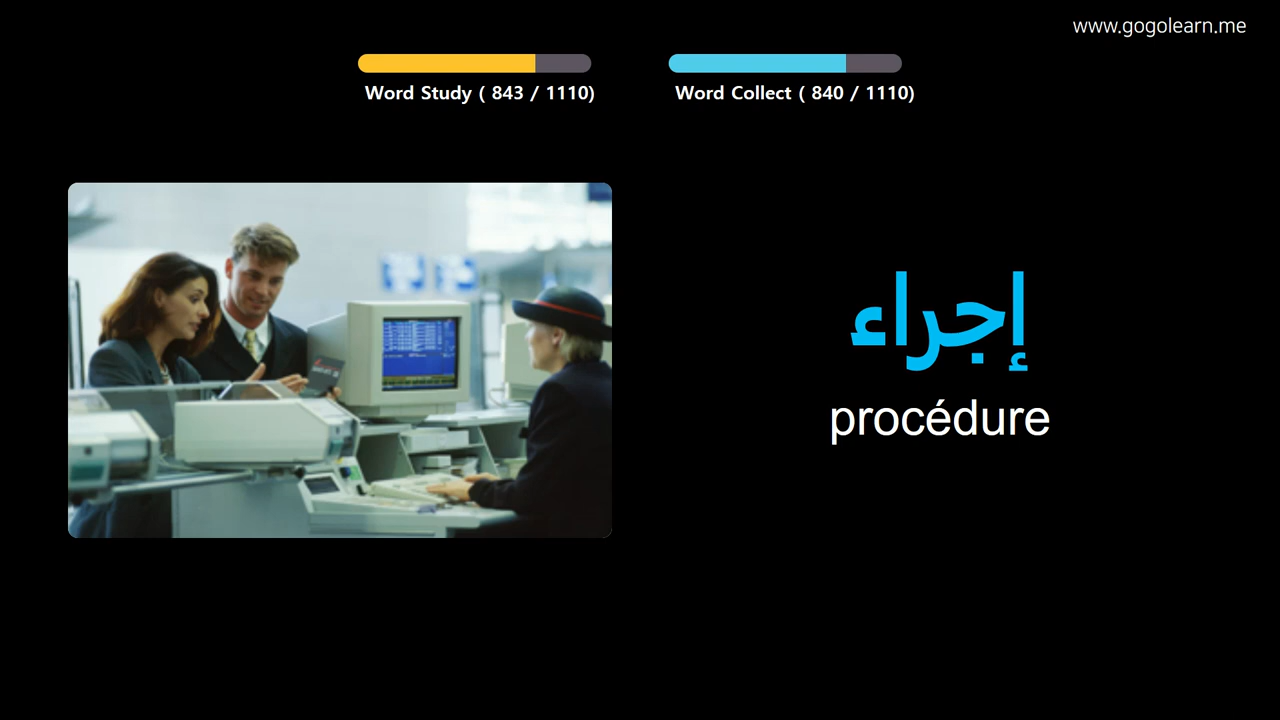 www.gogolearn.me
Word Study ( 843 / 1110)
Word Collect ( 840 / 1110)
إجراء
procédure